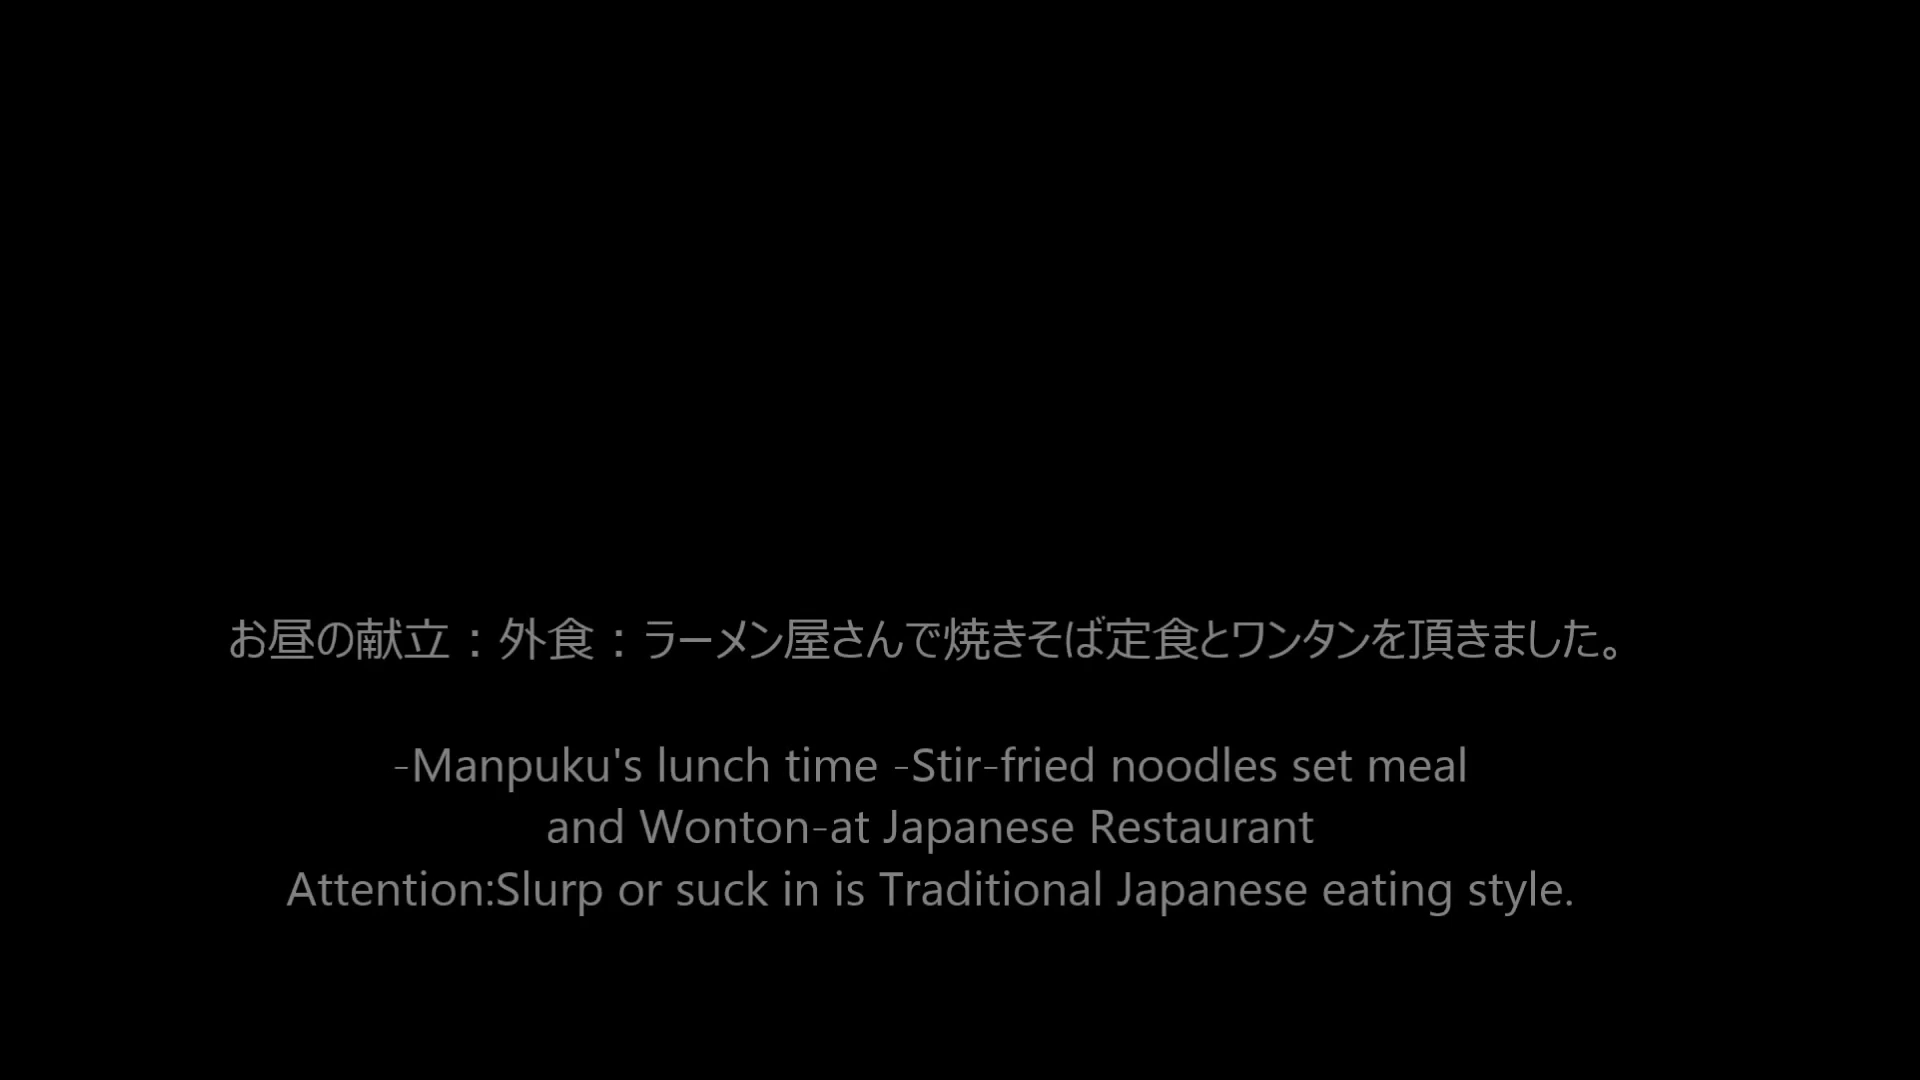 お昼の献立：外食：ラーメン屋さんで焼きそば定食とワンタンを頂きました。
-Manpuku's lunch time -Stir-fried noodles set meal
and Wonton-at Japanese Restaurant
Attention:Slurp or suck in is Traditional Japanese eating style.